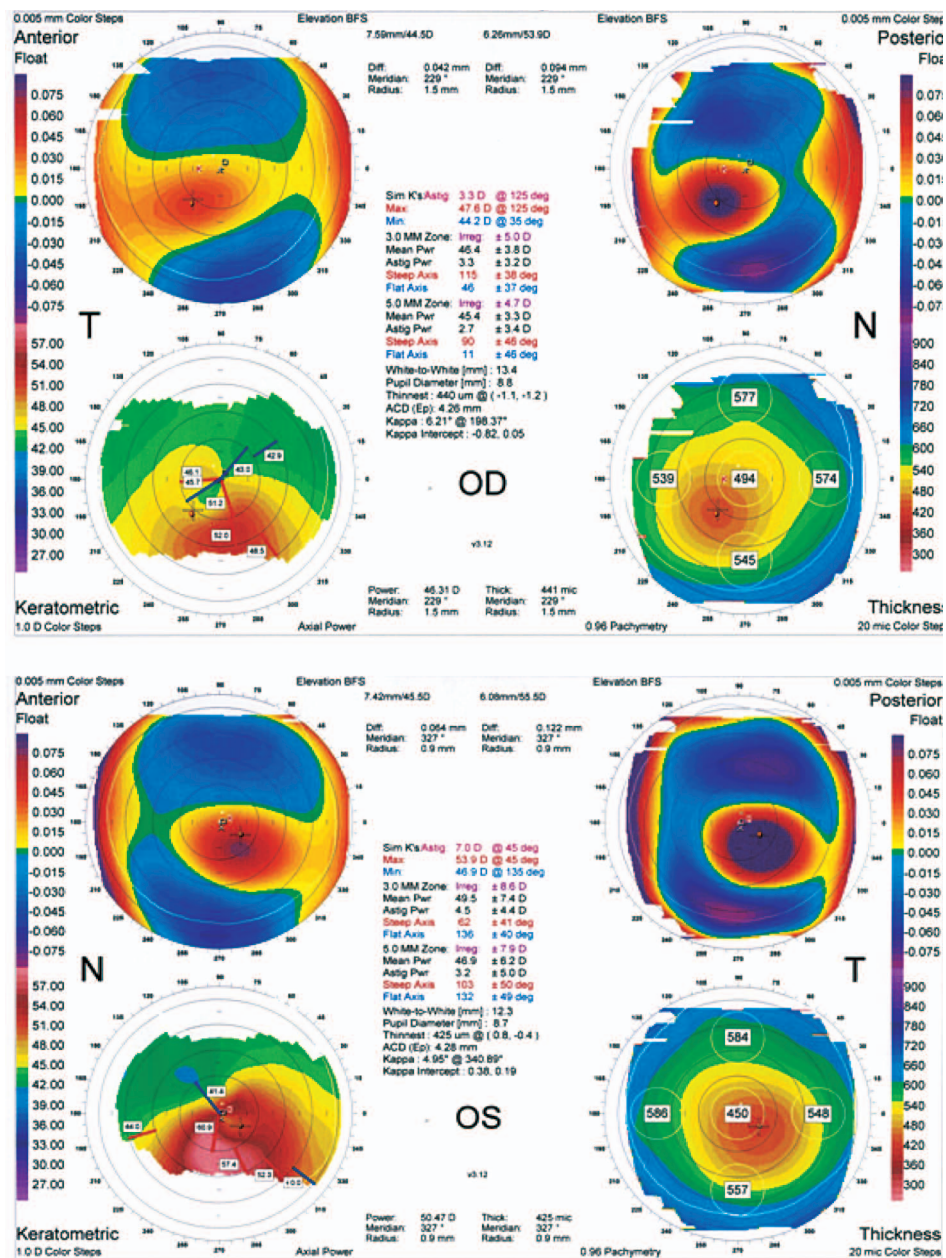 0.005 mm Color Steps
Elevation BFS
Elevation BFS
0.005 mm Color Steps
Anterior
Float
7.59mm/44.5D
6.26mm/53.9D
Posterior
Float
Diff: 0.042 mm
Meridian: 229 °
Radius: 1.5 mm
Diff: 0.094 mm
Meridian: 229 °
Radius: 1.5 mm
0.075
0.060
0.045
0.030
0.015
0.000
-0.015
-0.030
-0.045
-0.060
-0.075
T
N
Sim K's: Astig: 3.3 D @ 125 deg
Max: 47.6 D @ 125 deg
Min: 44.2 D @ 35 deg
3.0 MM Zone: Irreg: ± 5.0 D
Mean Pwr 46.4 ± 3.8 D
Astig Pwr 3.3 ± 3.2 D
Steep Axis 115 ± 38 deg
Flat Axis 46 ± 37 deg
5.0 MM Zone: Irreg: ± 4.7 D
Mean Pwr 45.4 ± 3.3 D
Astig Pwr 2.7 ± 3.4 D
Steep Axis 90 ± 46 deg
Flat Axis 11 ± 46 deg
White-to-White [mm] : 13.4
Pupil Diameter [mm] : 8.8
Thinnest : 440 um @ ( -1.1, -1.2 )
ACD (Ep): 4.26 mm
Kappa : 6.21° @ 198.37°
Kappa Intercept : -0.82, 0.05
OD
v3.12
57.00
54.00
51.00
48.00
45.00
42.00
39.00
36.00
33.00
30.00
27.00
46.1
45.7
43.0
42.9
51.2
52.0
48.5
577
539
494
574
545
900
840
780
720
660
600
540
480
420
360
300
Power: 46.31 D
Meridian: 229 °
Radius: 1.5 mm
Thick: 441 mic
Meridian: 229 °
Radius: 1.5 mm
Keratometric
1.0 D Color Steps
Axial Power
0.96 Pachymetry
Thickness
20 mic Color Steps
0.005 mm Color Steps
Elevation BFS
Elevation BFS
0.005 mm Color Steps
Anterior
Float
7.42mm/45.5D
6.08mm/55.5D
Posterior
Float
Diff: 0.064 mm
Meridian: 327 °
Radius: 0.9 mm
Diff: 0.122 mm
Meridian: 327 °
Radius: 0.9 mm
0.075
0.060
0.045
0.030
0.015
0.000
-0.015
-0.030
-0.045
-0.060
-0.075
N
T
Sim K's: Astig: 7.0 D @ 45 deg
Max: 53.9 D @ 45 deg
Min: 46.9 D @ 135 deg
3.0 MM Zone: Irreg: ± 8.6 D
Mean Pwr 49.5 ± 7.4 D
Astig Pwr 4.5 ± 4.4 D
Steep Axis 62 ± 41 deg
Flat Axis 136 ± 40 deg
5.0 MM Zone: Irreg: ± 7.9 D
Mean Pwr 46.9 ± 6.2 D
Astig Pwr 3.2 ± 5.0 D
Steep Axis 103 ± 50 deg
Flat Axis 132 ± 49 deg
White-to-White [mm] : 12.3
Pupil Diameter [mm] : 8.7
Thinnest : 425 um @ ( 0.8, -0.4 )
ACD (Ep): 4.28 mm
Kappa : 4.95° @ 340.89°
Kappa Intercept : 0.38, 0.19
OS
v3.12
57.00
54.00
51.00
48.00
45.00
42.00
39.00
36.00
33.00
30.00
27.00
41.4
44.0
60.9
57.4
52.3
584
586
450
548
557
900
840
780
720
660
600
540
480
420
360
300
Power: 50.47 D
Meridian: 327 °
Radius: 0.9 mm
Thick: 425 mic
Meridian: 327 °
Radius: 0.9 mm
Keratometric
1.0 D Color Steps
Axial Power
0.96 Pachymetry
Thickness
20 mic Color Steps